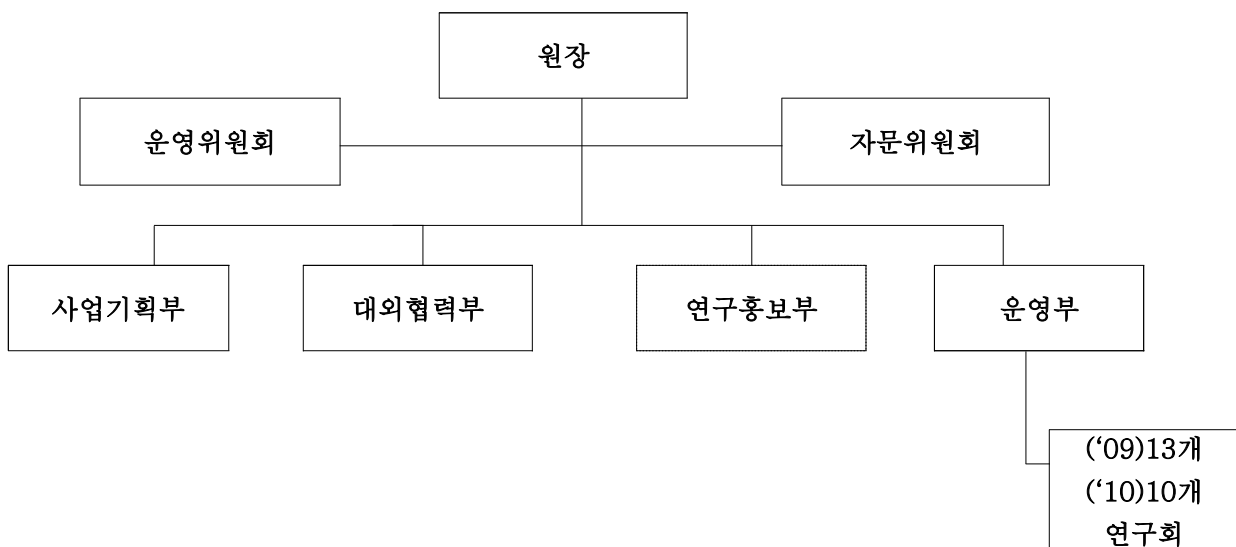 원장
운영위원회
자문위원회
사업기획부
대외협력부
연구홍보부
운영부
(‘09)13개
(‘10)10개
연구회